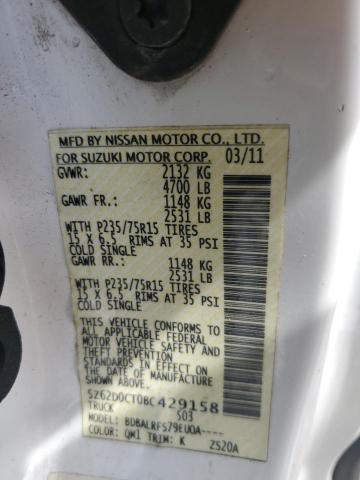 MFD BY NISSAN MOTOR CO., LTD.
FOR SUZUKI MOTOR CORP. 03/11
GVWR: 2132 KG
4700 LB
GAWR FR.: 1148 KG
2531 LB
WITH P235/75R15 TIRES
15 X 6.5 RIMS AT 35 PSI
COLD SINGLE
GAWR RR.: 1148 KG
2531 LB
WITH P235/75R15 TIRES
15 X 6.5 RIMS AT 35 PSI
COLD SINGLE
THIS VEHICLE CONFORMS TO
ALL APPLICABLE FEDERAL
MOTOR VEHICLE SAFETY AND
THEFT PREVENTION
STANDARDS IN EFFECT ON
THE DATE OF MANUFACTURE
SHOWN ABOVE.
5Z62D0CT0BC429158
TRUCK S03
MODEL: BDBALRFS79EU0A----
COLOR: QM1 TRIM: K ZS20A